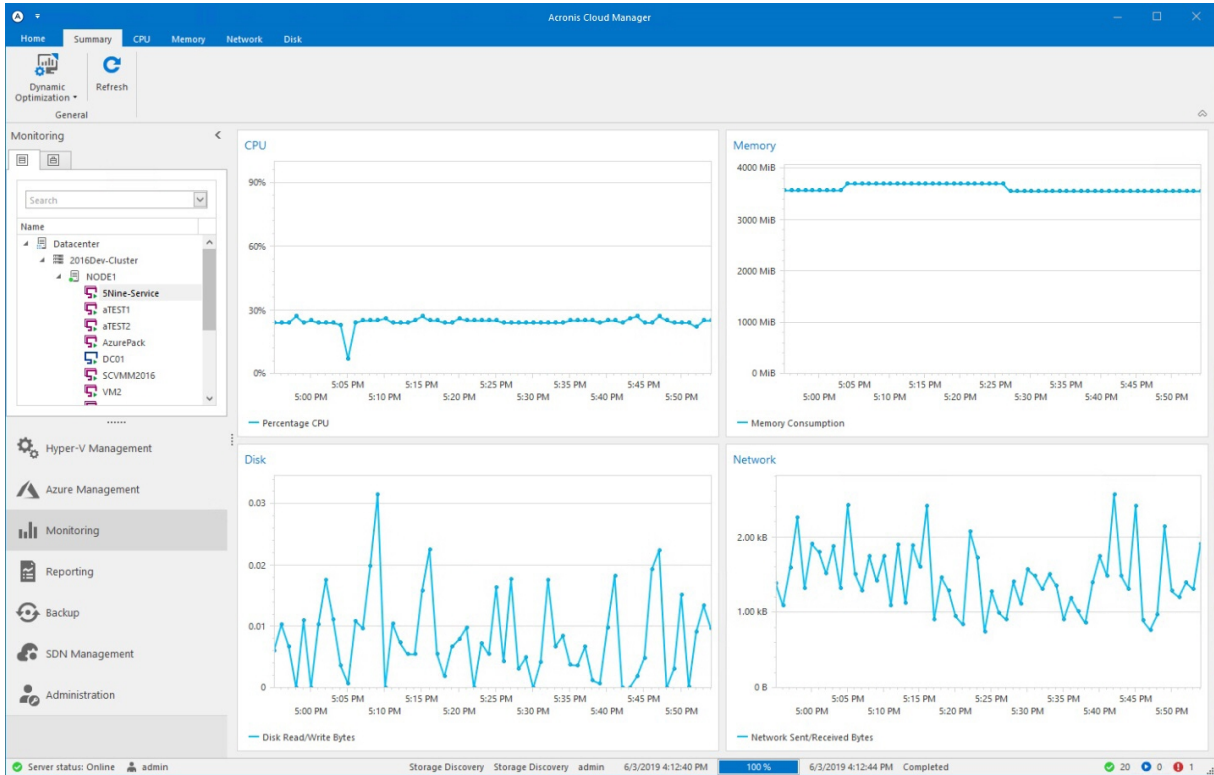 Acronis Cloud Manager
Home Summary CPU Memory Network Disk
Dynamic
Optimization
Refresh
General
Monitoring
Search
Name
Datacenter
2016Dev-Cluster
NODE1
5Nine-Service
aTEST1
aTEST2
AzurePack
DC01
SCVMM2016
VM2
Hyper-V Management
Azure Management
Monitoring
Reporting
Backup
SDN Management
Administration
CPU
90%
60%
30%
0%
5:05 PM 5:15 PM 5:25 PM 5:35 PM 5:45 PM
5:00 PM 5:10 PM 5:20 PM 5:30 PM 5:40 PM 5:50 PM
Percentage CPU
Memory
4000 MiB
3000 MiB
2000 MiB
1000 MiB
0 MiB
5:05 PM 5:15 PM 5:25 PM 5:35 PM 5:45 PM
5:00 PM 5:10 PM 5:20 PM 5:30 PM 5:40 PM 5:50 PM
Memory Consumption
Disk
0.03
0.02
0.01
0
5:05 PM 5:15 PM 5:25 PM 5:35 PM 5:45 PM
5:00 PM 5:10 PM 5:20 PM 5:30 PM 5:40 PM 5:50 PM
Disk Read/Write Bytes
Network
2.00 kB
1.00 kB
0 B
5:05 PM 5:15 PM 5:25 PM 5:35 PM 5:45 PM
5:00 PM 5:10 PM 5:20 PM 5:30 PM 5:40 PM 5:50 PM
Network Sent/Received Bytes
Server status: Online admin Storage Discovery Storage Discovery admin 6/3/2019 4:12:40 PM 100 % 6/3/2019 4:12:44 PM Completed 20 0 1